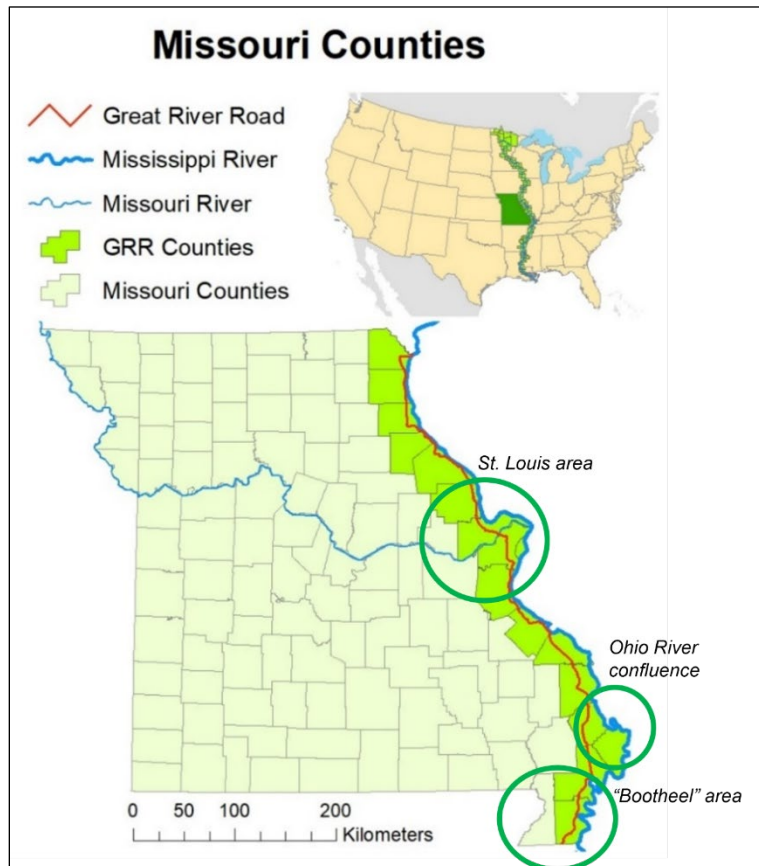 Missouri Counties
Great River Road
Mississippi River
Missouri River
GRR Counties
Missouri Counties
St. Louis area
Ohio River
confluence
“Bootheel” area
0 50 100 200
Kilometers